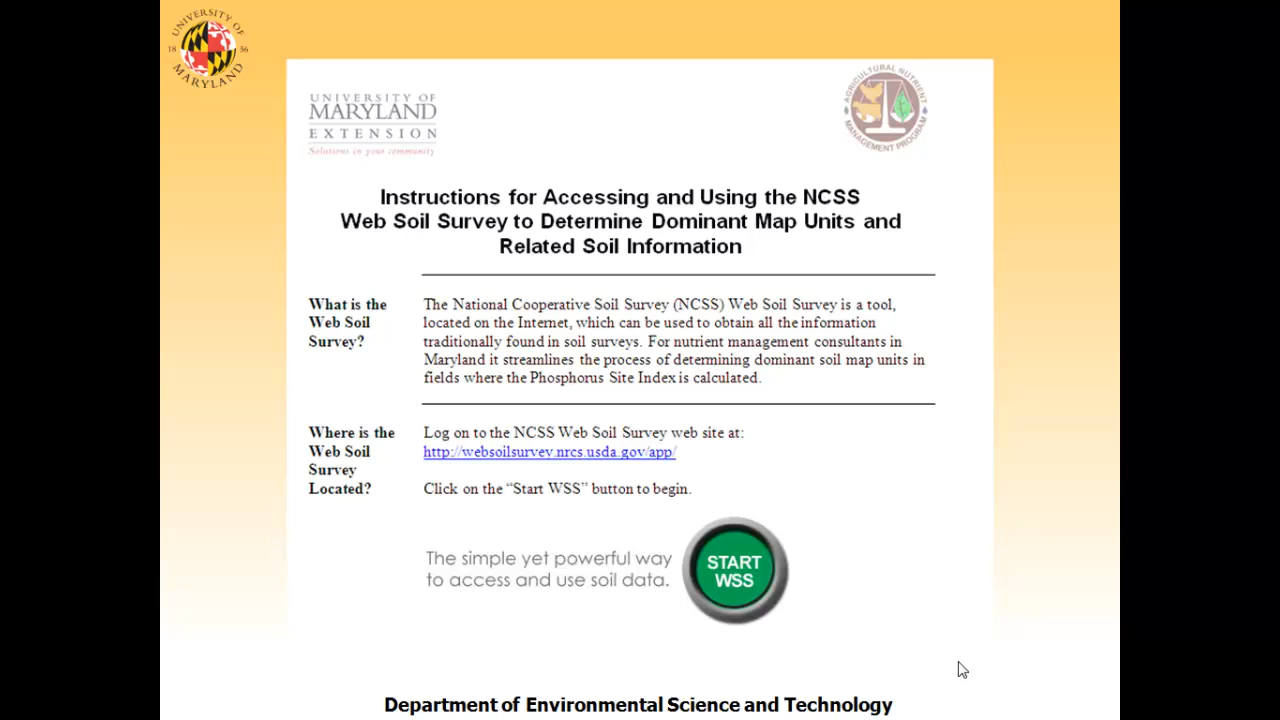 UNIVERSITY OF
18 56
MARYLAND
UNIVERSITY OF
MARYLAND
EXTENSION
Solutions in your community
AGRICULTURAL NUTRIENT
MANAGEMENT PROGRAM
Instructions for Accessing and Using the NCSS
Web Soil Survey to Determine Dominant Map Units and
Related Soil Information
What is the
Web Soil
Survey?
The National Cooperative Soil Survey (NCSS) Web Soil Survey is a tool,
located on the Internet, which can be used to obtain all the information
traditionally found in soil surveys. For nutrient management consultants in
Maryland it streamlines the process of determining dominant soil map units in
fields where the Phosphorus Site Index is calculated.
Where is the
Web Soil
Survey
Located?
Log on to the NCSS Web Soil Survey web site at:
http://websoilsurvey.nrcs.usda.gov/app/
Click on the “Start WSS” button to begin.
The simple yet powerful way
to access and use soil data.
START
WSS
Department of Environmental Science and Technology